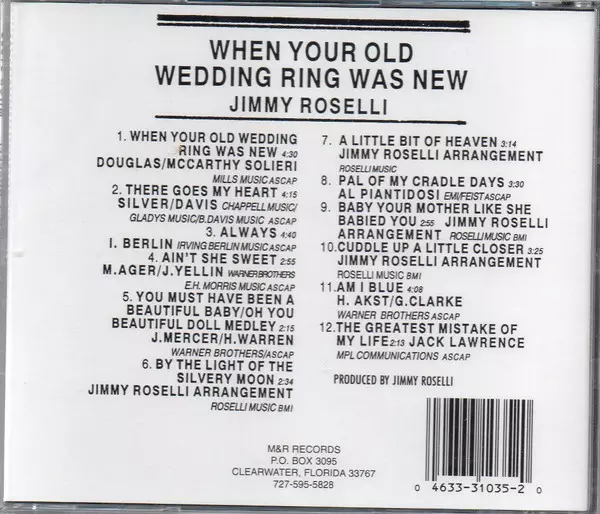 WHEN YOUR OLD
WEDDING RING WAS NEW
JIMMY ROSELLI
1. WHEN YOUR OLD WEDDING
RING WAS NEW 4:30
DOUGLAS/MCCARTHY SOLIERI
MILLS MUSIC ASCAP
2. THERE GOES MY HEART 4:15
SILVER/DAVIS CHAPPELL MUSIC/
GLADYS MUSIC/B.DAVIS MUSIC ASCAP
3. ALWAYS 4:40
I. BERLIN IRVING BERLIN MUSIC ASCAP
4. AIN'T SHE SWEET 2:55
M.AGER/J.YELLIN WARNER BROTHERS
E.H. MORRIS MUSIC ASCAP
5. YOU MUST HAVE BEEN A
BEAUTIFUL BABY/OH YOU
BEAUTIFUL DOLL MEDLEY 2:15
J.MERCER/H.WARREN
WARNER BROTHERS/ASCAP
6. BY THE LIGHT OF THE
SILVERY MOON 2:34
JIMMY ROSELLI ARRANGEMENT
ROSELLI MUSIC BMI
7. A LITTLE BIT OF HEAVEN 3:14
JIMMY ROSELLI ARRANGEMENT
ROSELLI MUSIC
8. PAL OF MY CRADLE DAYS 3:30
AL PIANTIDOSI EMI/FEIST ASCAP
9. BABY YOUR MOTHER LIKE SHE
BABIED YOU 2:55 JIMMY ROSELLI
ARRANGEMENT ROSELLI MUSIC BMI
10.CUDDLE UP A LITTLE CLOSER 3:25
JIMMY ROSELLI ARRANGEMENT
ROSELLI MUSIC BMI
11.AM I BLUE 4:08
H. AKST/G.CLARKE
WARNER BROTHERS ASCAP
12.THE GREATEST MISTAKE OF
MY LIFE 2:13 JACK LAWRENCE
MPL COMMUNICATIONS ASCAP
PRODUCED BY JIMMY ROSELLI
M&R RECORDS
P.O. BOX 3095
CLEARWATER, FLORIDA 33767
727-595-5828
0 4633-31035-2 0